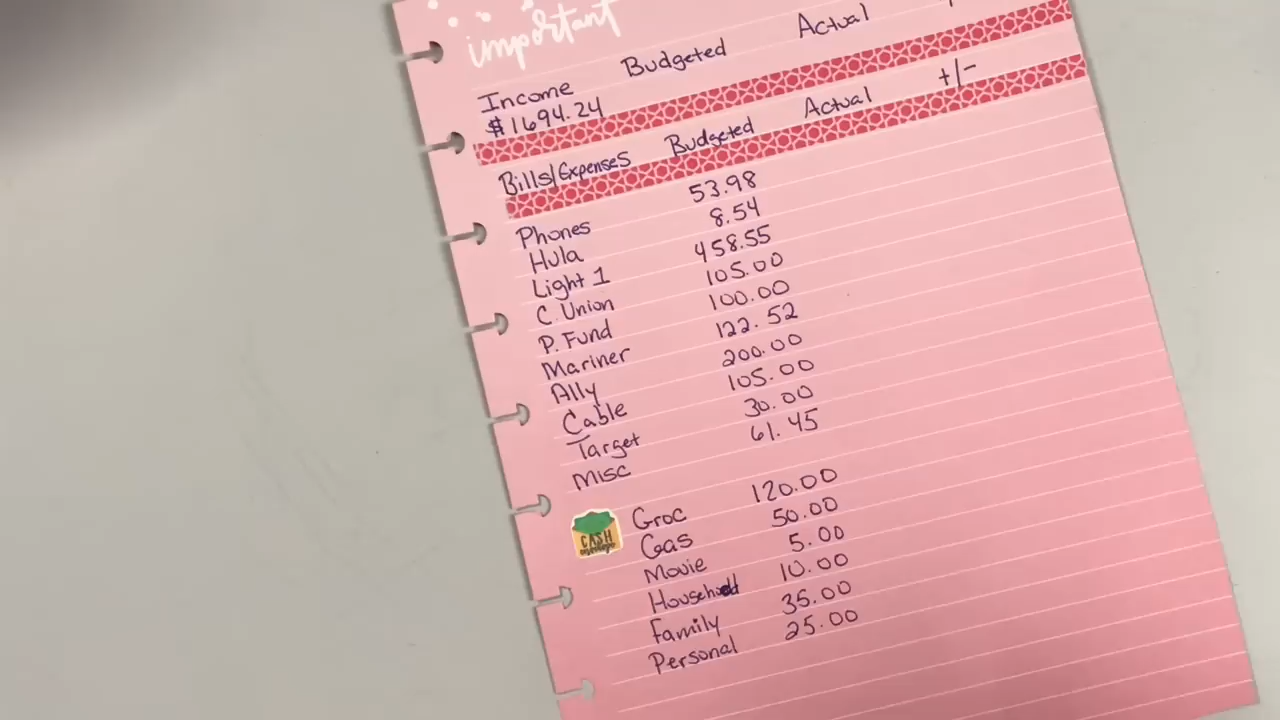 important
Income Budgeted Actual
$1694.24
Bills/Expenses Budgeted Actual +/-
Phones 53.98
Hula 8.54
Light 1 458.55
C. Union 105.00
P. Fund 100.00
Mariner 122.52
Ally 200.00
Cable 105.00
Target 30.00
Misc 61.45
CASH
Groc 120.00
Gas 50.00
Movie 5.00
Household 10.00
Family 35.00
Personal 25.00